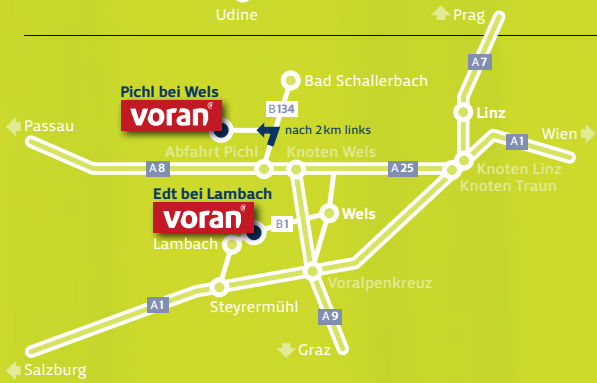 Udine
Prag
A7
Bad Schallerbach
Pichl bei Wels
voran®
B134
nach 2km links
Linz
Passau
A1
Wien
Abfahrt Pichl
Knoten Wels
A8
A25
Knoten Linz
Knoten Traun
Edt bei Lambach
voran®
B1
Wels
Lambach
Voralpenkreuz
Steyrermühl
A1
A9
Graz
Salzburg